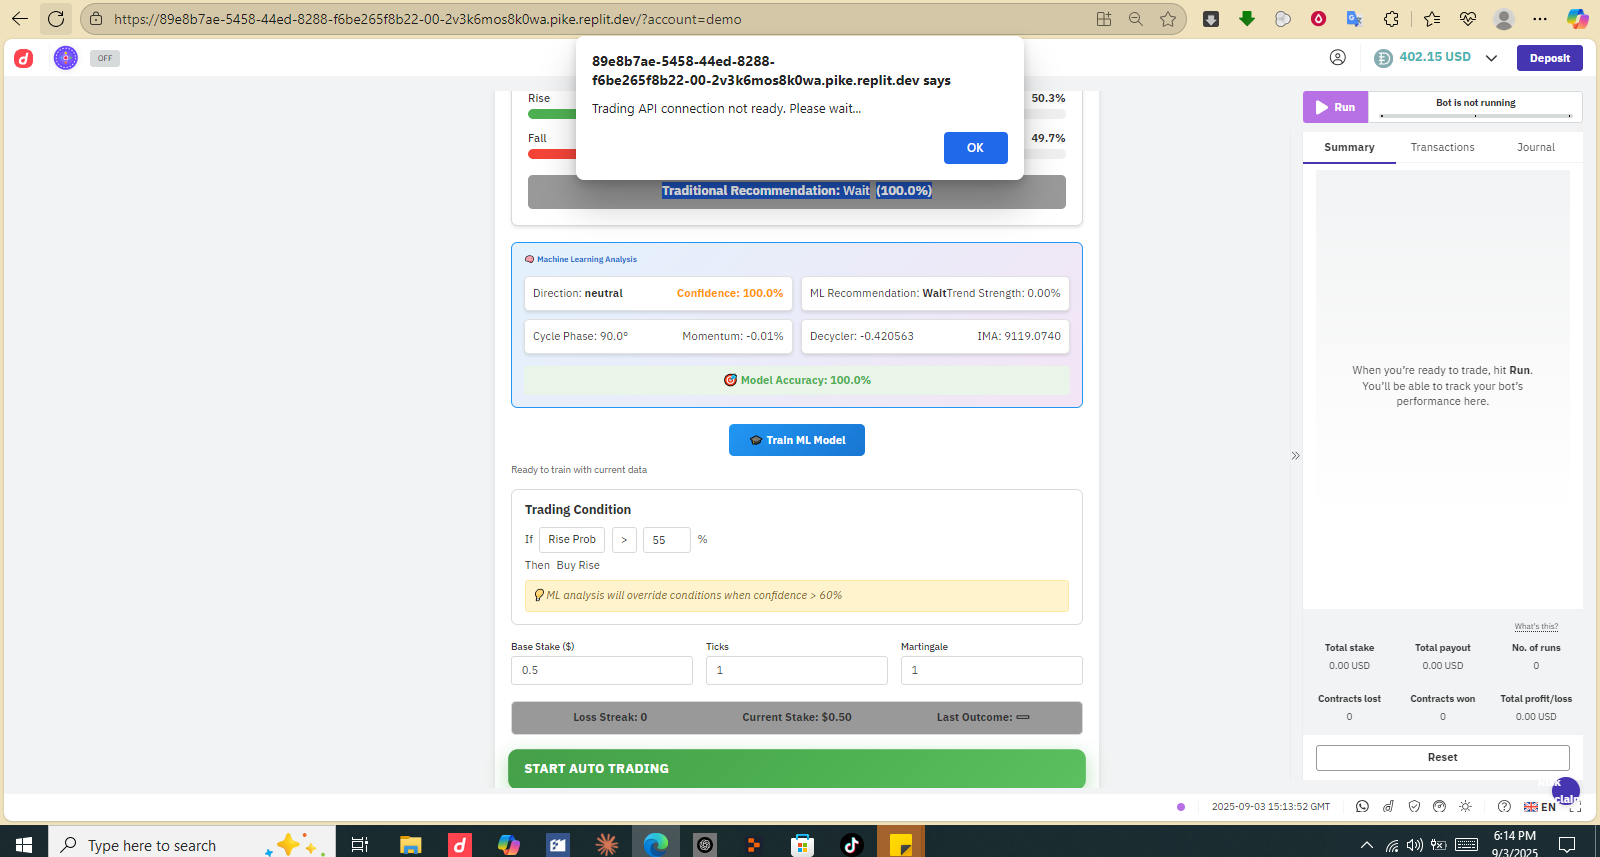 https://89e8b7ae-5458-44ed-8288-f6be265f8b22-00-2v3k6mos8k0wa.pike.replit.dev/?account=demo
OFF
402.15 USD
Deposit
89e8b7ae-5458-44ed-8288-
f6be265f8b22-00-2v3k6mos8k0wa.pike.replit.dev says
Trading API connection not ready. Please wait...
OK
Rise
50.3%
Fall
49.7%
Traditional Recommendation: Wait (100.0%)
Machine Learning Analysis
Direction: neutral
Confidence: 100.0%
ML Recommendation: WaitTrend Strength: 0.00%
Cycle Phase: 90.0°
Momentum: -0.01%
Decycler: -0.420563
IMA: 9119.0740
Model Accuracy: 100.0%
Train ML Model
Ready to train with current data
Trading Condition
If Rise Prob > 55 %
Then Buy Rise
ML analysis will override conditions when confidence > 60%
Base Stake ($)
Ticks
Martingale
0.5
1
1
Loss Streak: 0
Current Stake: $0.50
Last Outcome: —
START AUTO TRADING
Run
Bot is not running
Summary
Transactions
Journal
When you're ready to trade, hit Run.
You'll be able to track your bot's
performance here.
What's this?
Total stake
Total payout
No. of runs
0.00 USD
0.00 USD
0
Contracts lost
Contracts won
Total profit/loss
0
0
0.00 USD
Reset
2025-09-03 15:13:52 GMT
EN
Type here to search
6:14 PM
9/3/2025